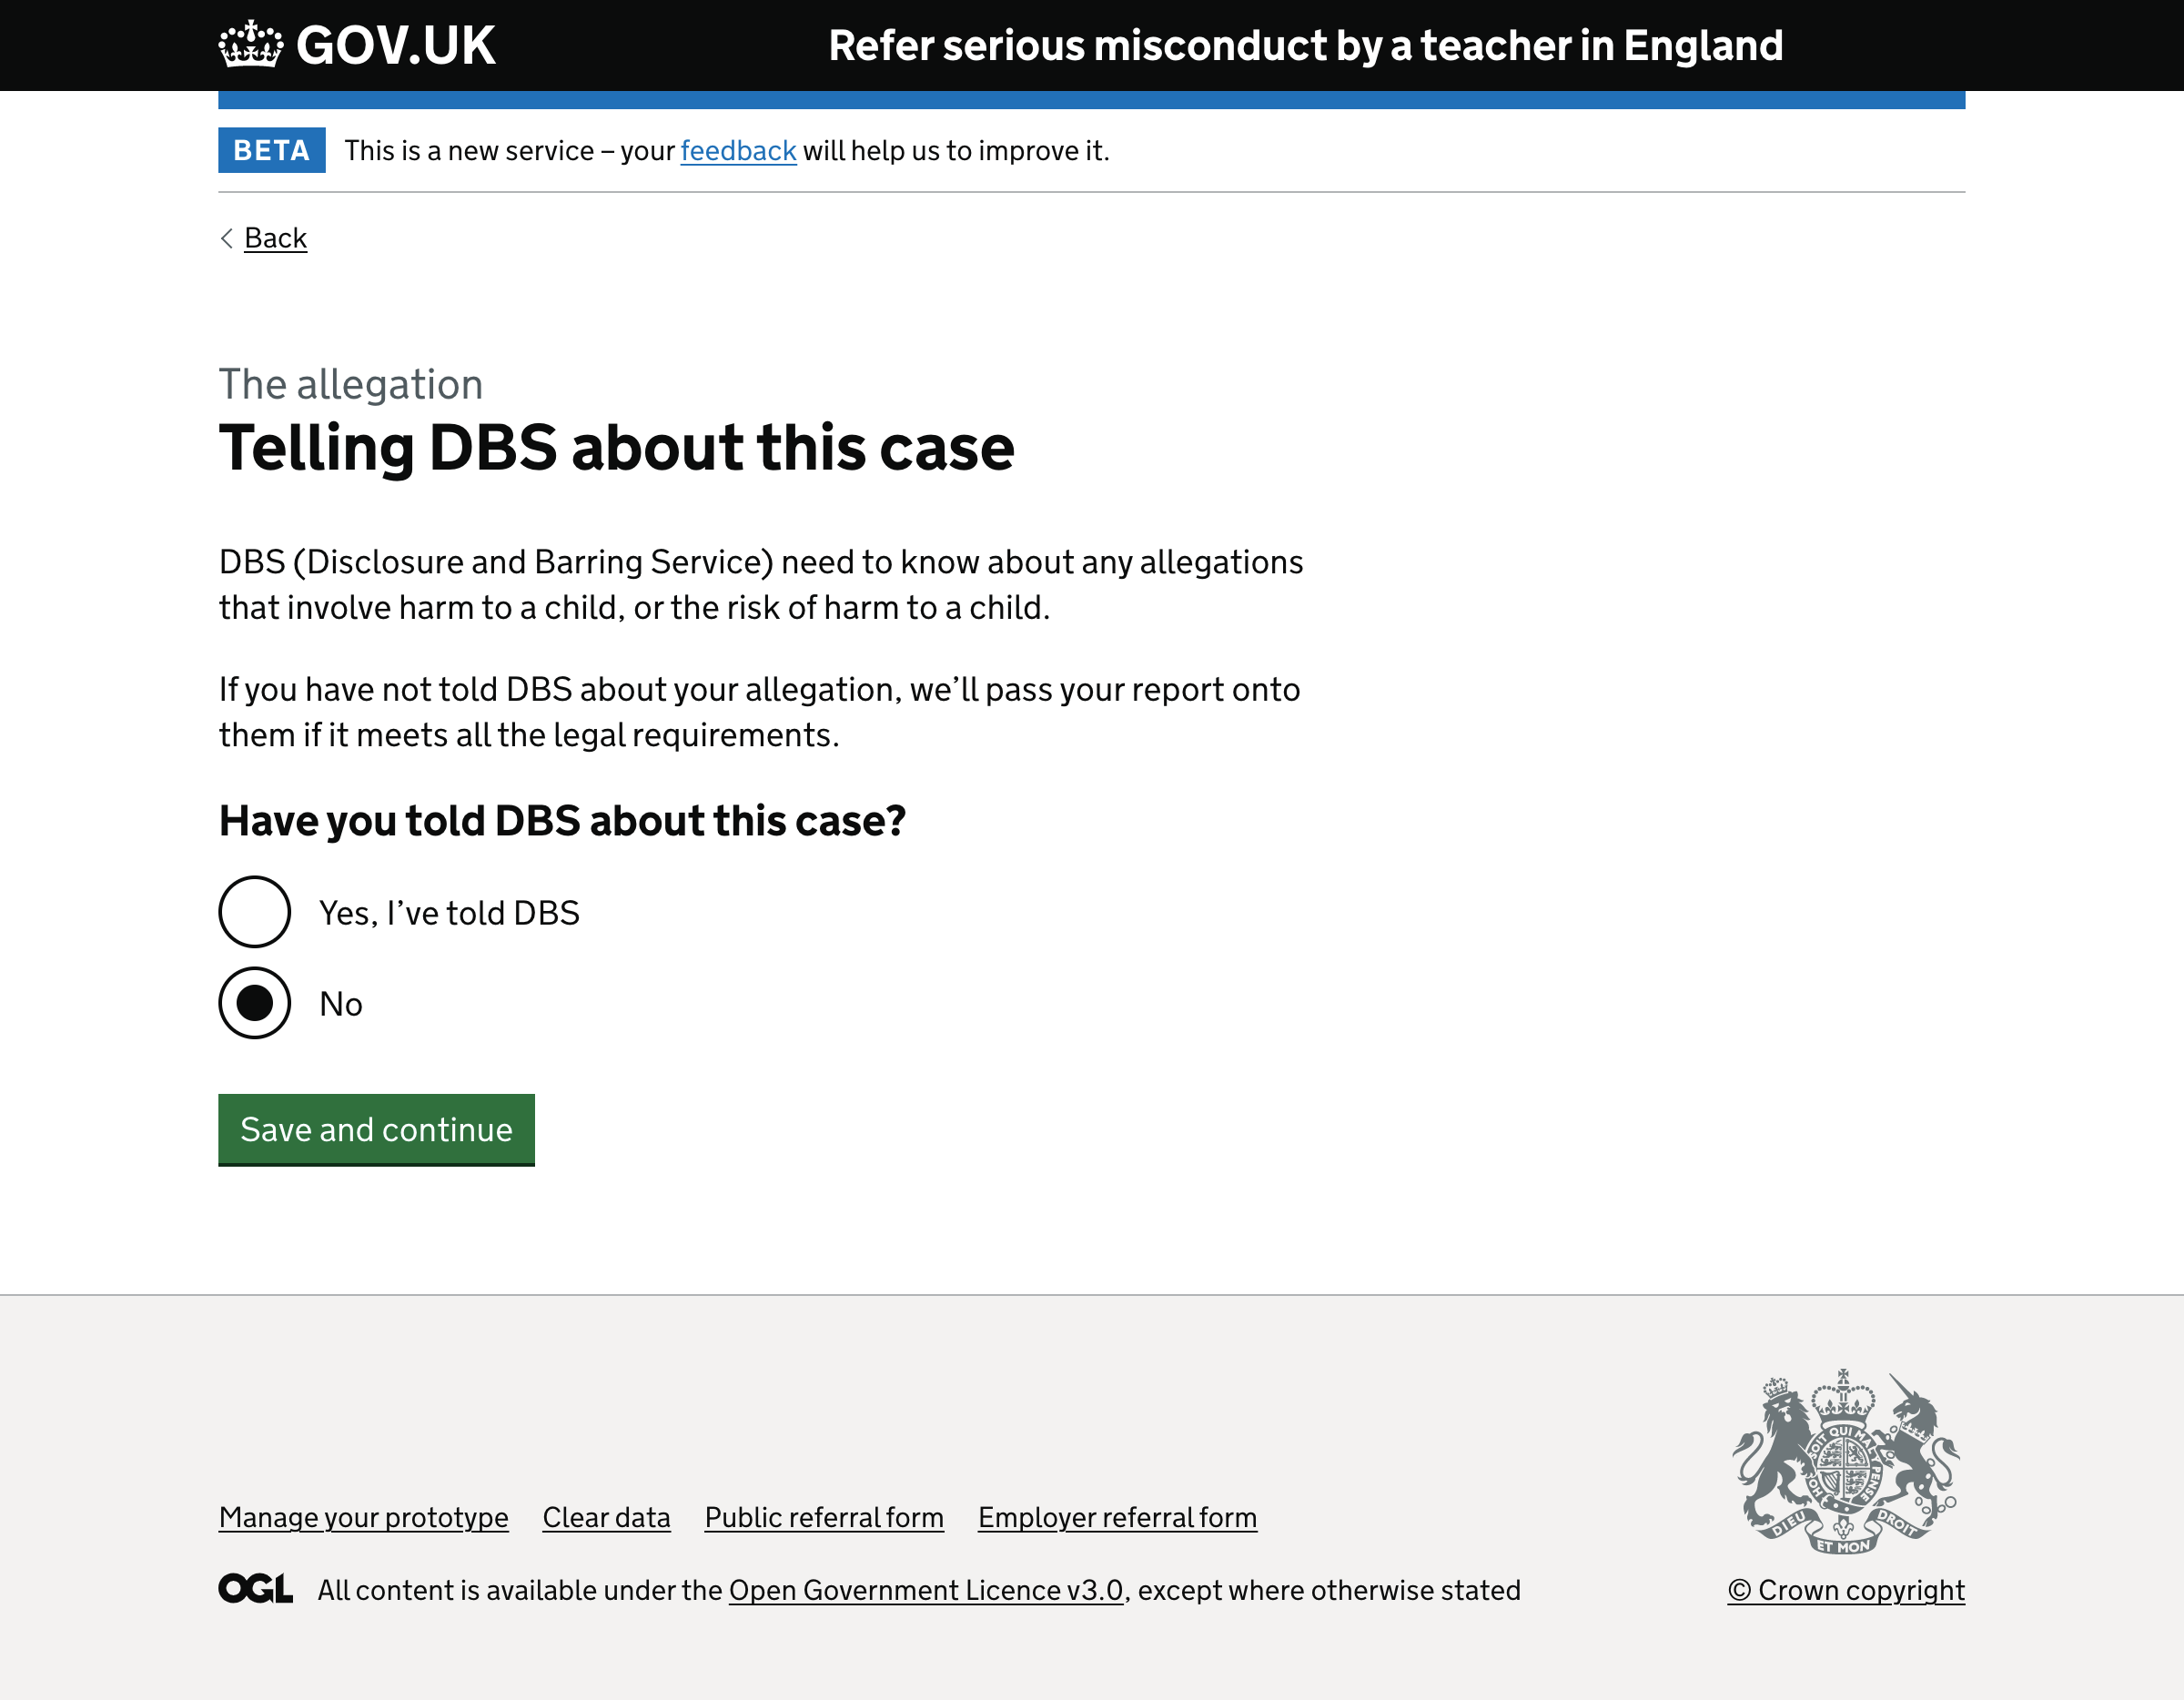 GOV.UK
Refer serious misconduct by a teacher in England
BETA
This is a new service – your feedback will help us to improve it.
Back
The allegation
Telling DBS about this case
DBS (Disclosure and Barring Service) need to know about any allegations
that involve harm to a child, or the risk of harm to a child.
If you have not told DBS about your allegation, we’ll pass your report onto
them if it meets all the legal requirements.
Have you told DBS about this case?
Yes, I’ve told DBS
No
Save and continue
Manage your prototype
Clear data
Public referral form
Employer referral form
DIEU ET MON DROIT
OGL
All content is available under the Open Government Licence v3.0, except where otherwise stated
© Crown copyright